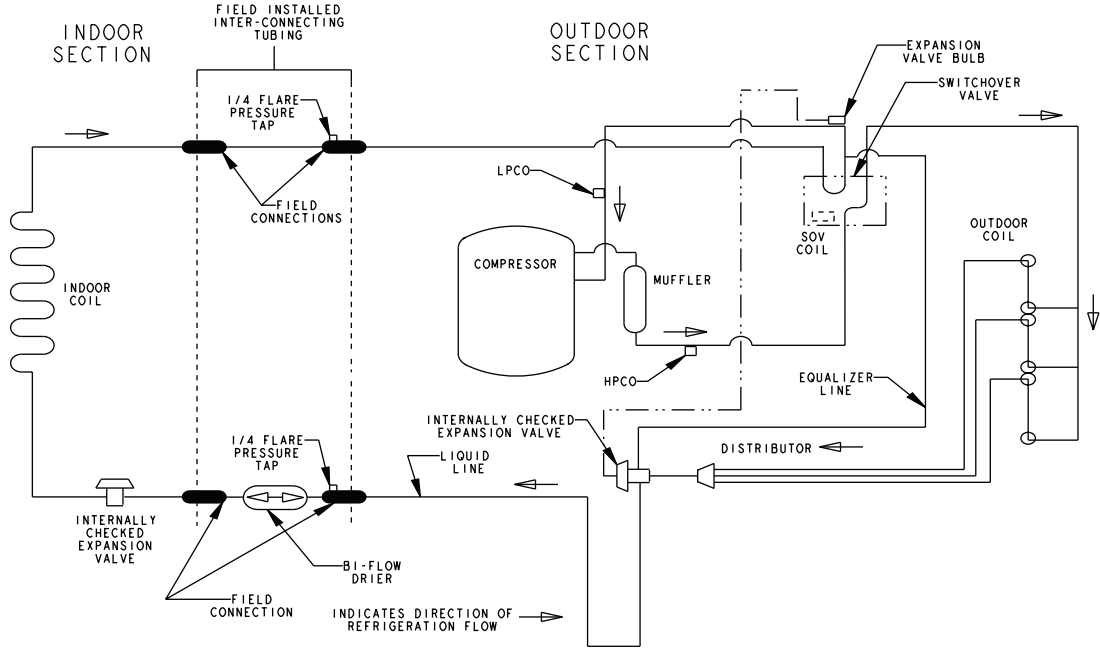 INDOOR
SECTION
FIELD INSTALLED
INTER-CONNECTING
TUBING
OUTDOOR
SECTION
EXPANSION
VALVE BULB
SWITCHOVER
VALVE
1/4 FLARE
PRESSURE
TAP
LPCO
FIELD
CONNECTIONS
SOV
COIL
OUTDOOR
COIL
COMPRESSOR
MUFFLER
INDOOR
COIL
HPCO
EQUALIZER
LINE
INTERNALLY CHECKED
EXPANSION VALVE
DISTRIBUTOR
1/4 FLARE
PRESSURE
TAP
LIQUID
LINE
INTERNALLY
CHECKED
EXPANSION
VALVE
BI-FLOW
DRIER
FIELD
CONNECTION
INDICATES DIRECTION OF
REFRIGERATION FLOW